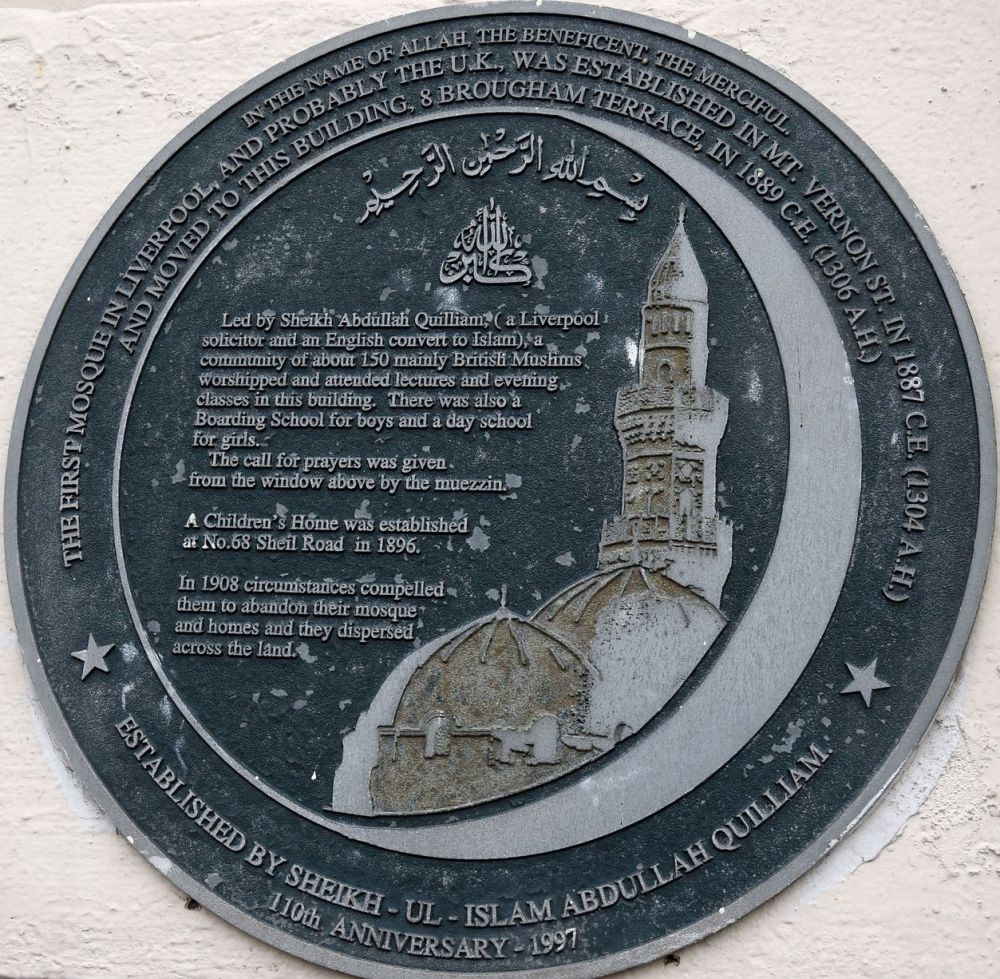 IN THE NAME OF ALLAH, THE BENEFICENT, THE MERCIFUL.
THE FIRST MOSQUE IN LIVERPOOL, AND PROBABLY THE U.K., WAS ESTABLISHED IN MT. VERNON ST. IN 1887 C.E. (1304 A.H.)
AND MOVED TO THIS BUILDING, 8 BROUGHAM TERRACE, IN 1889 C.E. (1306 A.H.)
بسم الله الرحمن الرحيم
الله أكبر
Led by Sheikh Abdullah Quilliam, ( a Liverpool
solicitor and an English convert to Islam), a
community of about 150 mainly British Muslims
worshipped and attended lectures and evening
classes in this building. There was also a
Boarding School for boys and a day school
for girls.
The call for prayers was given
from the window above by the muezzin.
A Children's Home was established
at No.68 Sheil Road in 1896.
In 1908 circumstances compelled
them to abandon their mosque
and homes and they dispersed
across the land.
ESTABLISHED BY SHEIKH - UL - ISLAM ABDULLAH QUILLIAM.
110th ANNIVERSARY - 1997